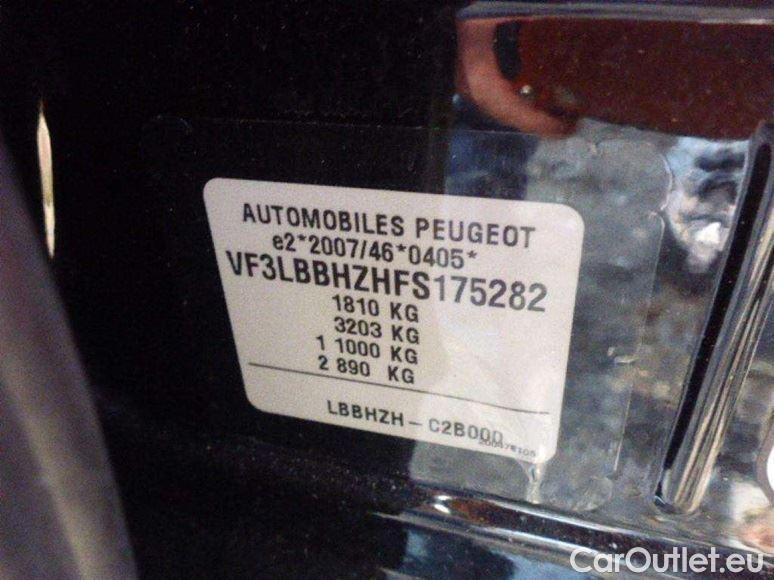 AUTOMOBILES PEUGEOT
e2*2007/46*0405*
VF3LBBHZHFS175282
1810 KG
3203 KG
1 1000 KG
2 890 KG
LBBHZH – C2B000
CarOutlet.eu